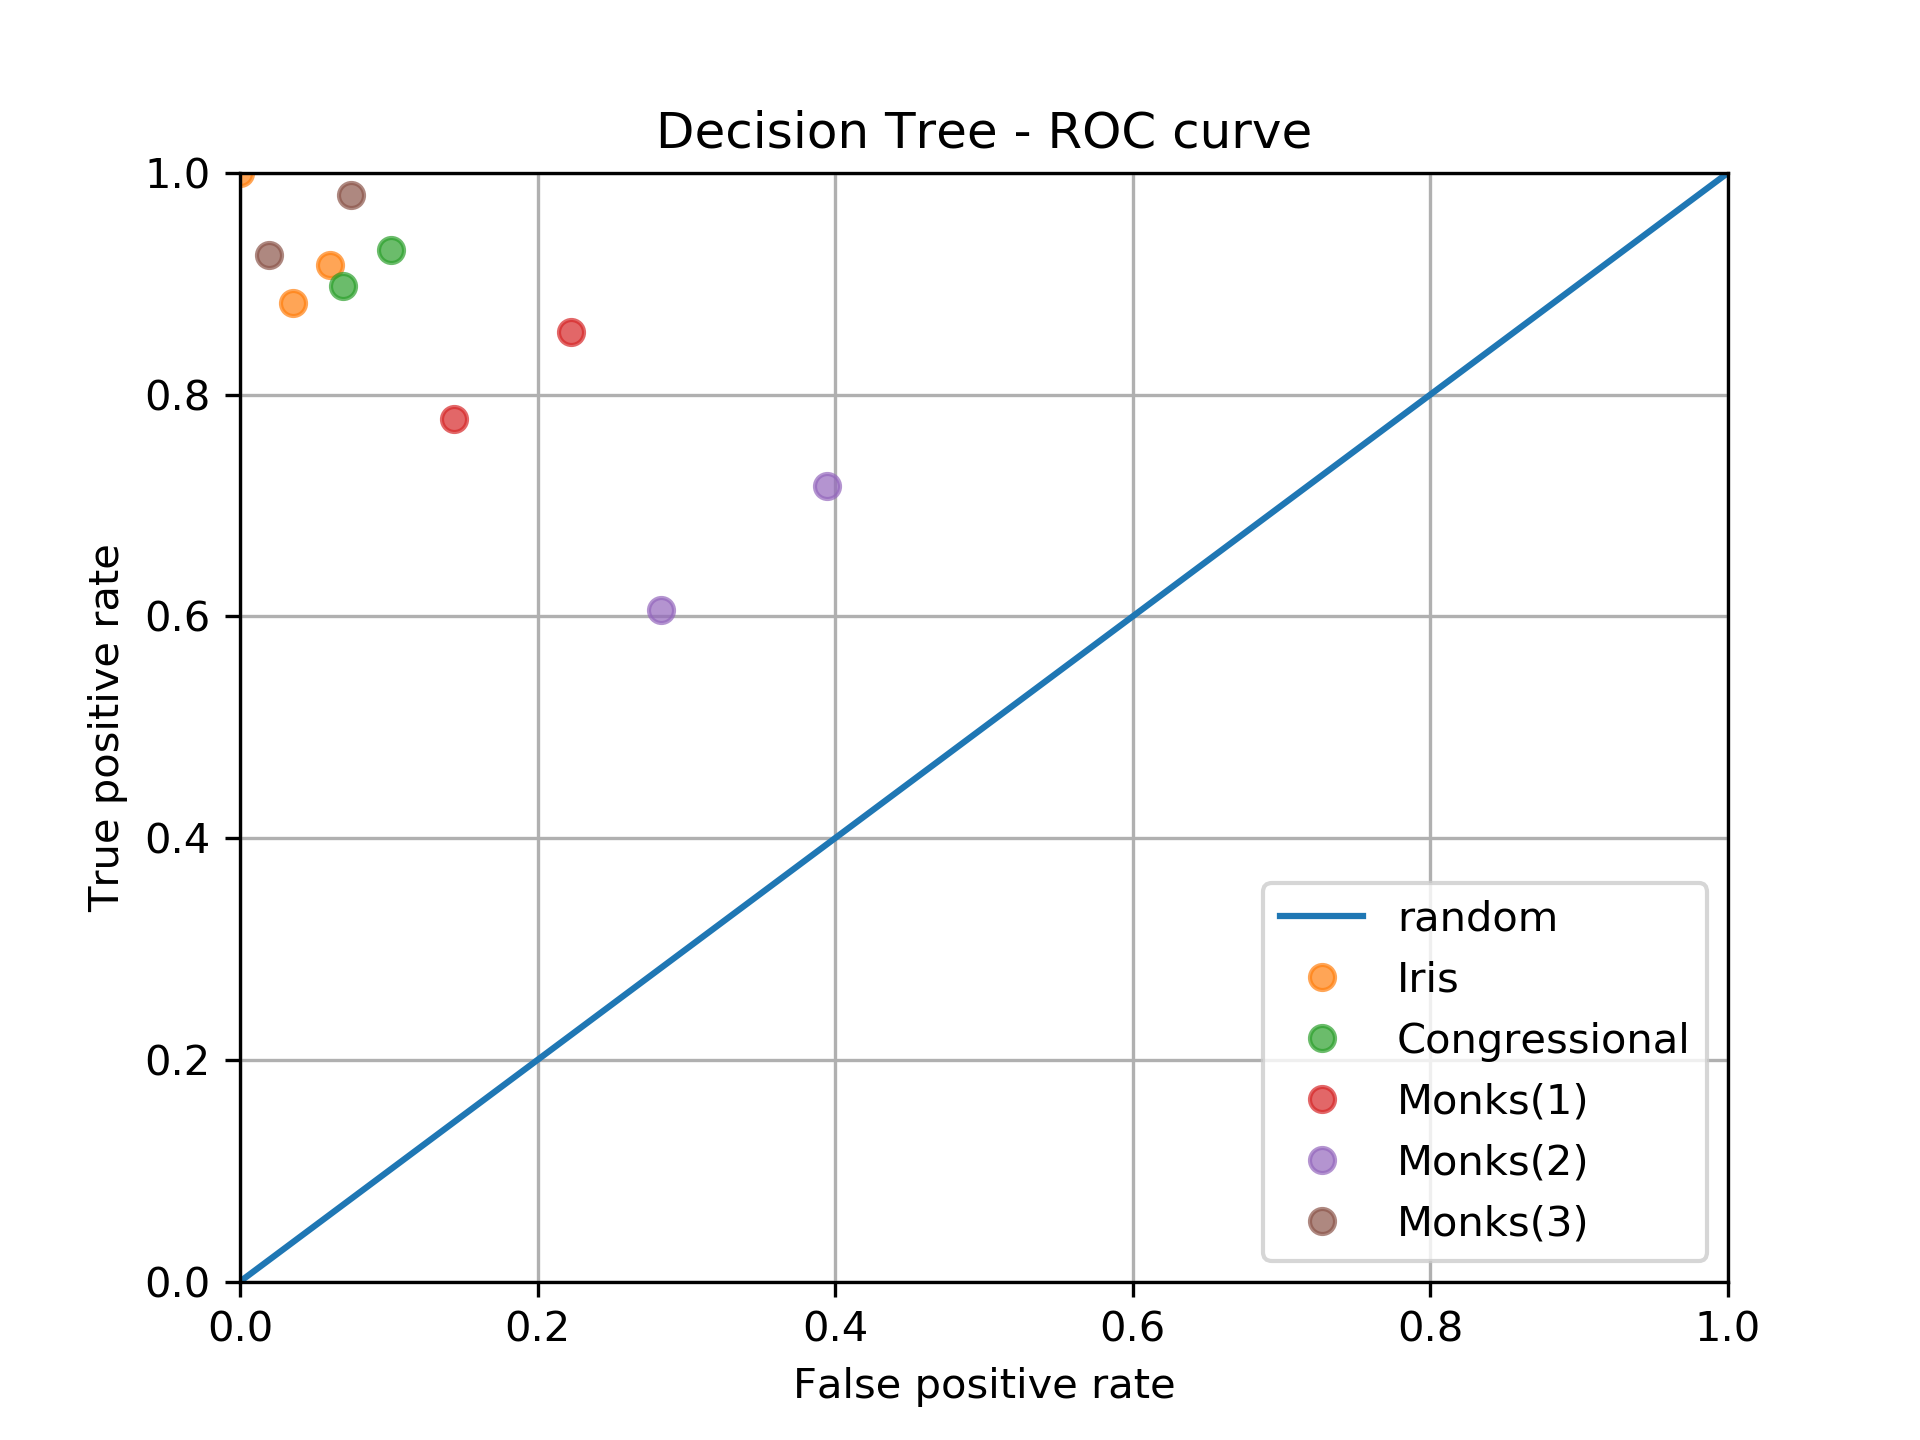 Decision Tree - ROC curve
1.0
0.8
0.6
0.4
0.2
0.0
True positive rate
0.0 0.2 0.4 0.6 0.8 1.0
False positive rate
random
Iris
Congressional
Monks(1)
Monks(2)
Monks(3)